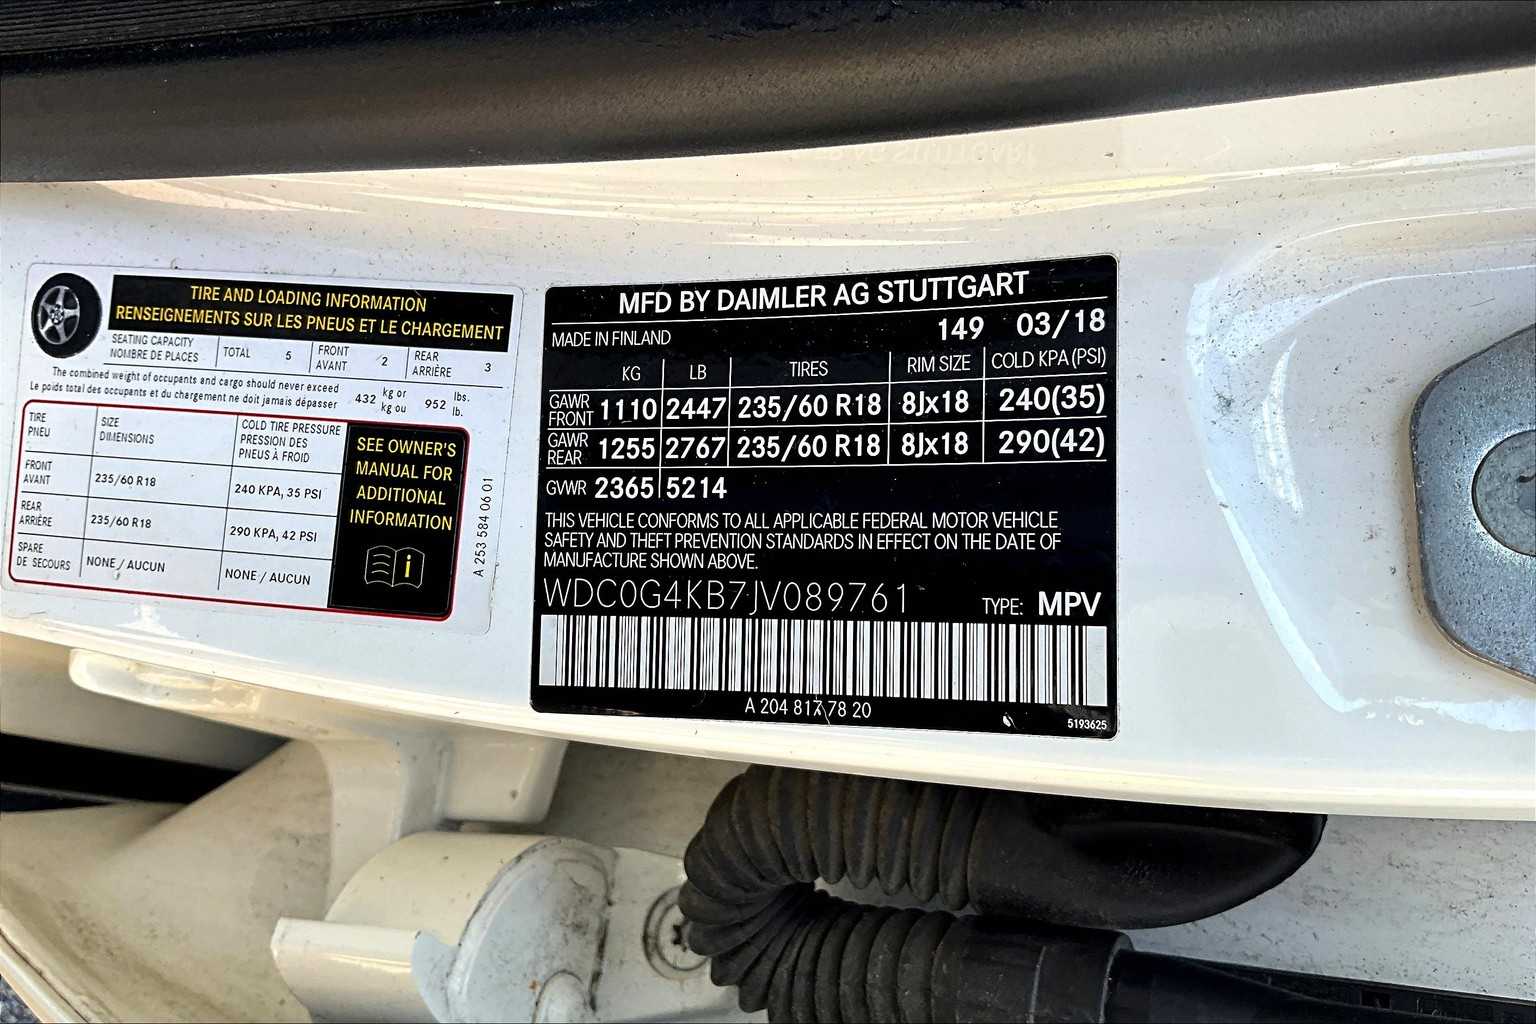 TIRE AND LOADING INFORMATION
RENSEIGNEMENTS SUR LES PNEUS ET LE CHARGEMENT
SEATING CAPACITY
NOMBRE DE PLACES
TOTAL 5
FRONT
AVANT
2
REAR
ARRIÈRE
3
The combined weight of occupants and cargo should never exceed
Le poids total des occupants et du chargement ne doit jamais dépasser
432
kg or
kg ou
952
lbs.
lb.
TIRE
PNEU
SIZE
DIMENSIONS
COLD TIRE PRESSURE
PRESSION DES
PNEUS À FROID
FRONT
AVANT
235/60 R18
240 KPA, 35 PSI
REAR
ARRIÈRE
235/60 R18
290 KPA, 42 PSI
SPARE
DE SECOURS
NONE / AUCUN
NONE / AUCUN
SEE OWNER'S
MANUAL FOR
ADDITIONAL
INFORMATION
i
A 253 584 06 01
MFD BY DAIMLER AG STUTTGART
MADE IN FINLAND 149 03/18
KG LB TIRES RIM SIZE COLD KPA (PSI)
GAWR
FRONT
1110 2447 235/60 R18 8Jx18 240(35)
GAWR
REAR
1255 2767 235/60 R18 8Jx18 290(42)
GVWR 2365 5214
THIS VEHICLE CONFORMS TO ALL APPLICABLE FEDERAL MOTOR VEHICLE
SAFETY AND THEFT PREVENTION STANDARDS IN EFFECT ON THE DATE OF
MANUFACTURE SHOWN ABOVE.
WDC0G4KB7JV089761 TYPE: MPV
A 204 817 78 20
5193625